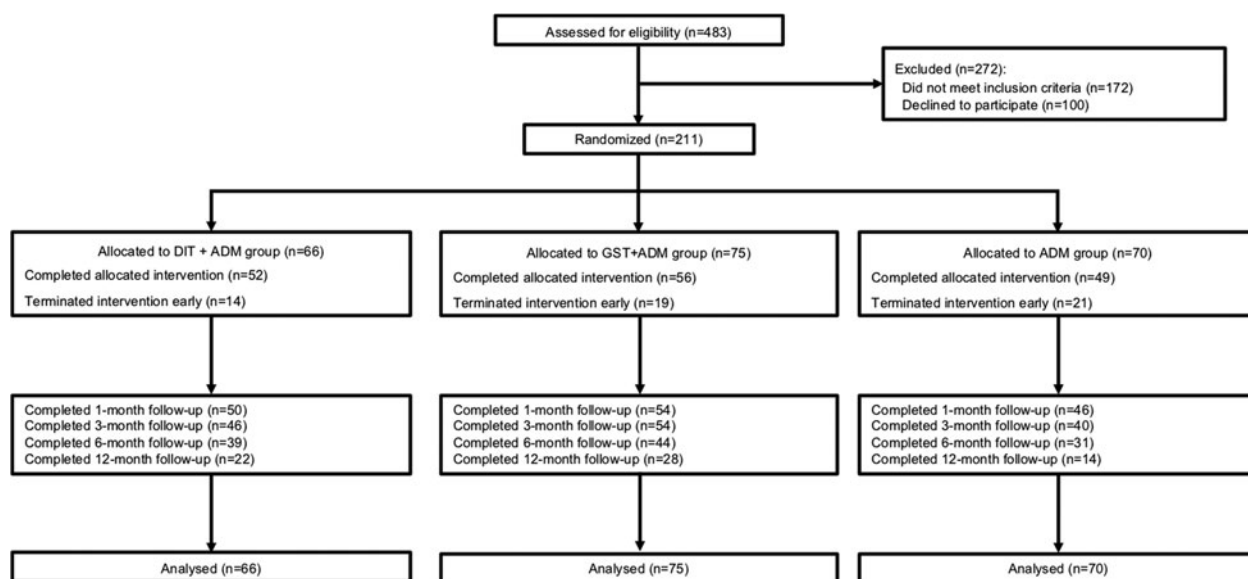 Assessed for eligibility (n=483)
Excluded (n=272):
Did not meet inclusion criteria (n=172)
Declined to participate (n=100)
Randomized (n=211)
Allocated to DIT + ADM group (n=66)
Completed allocated intervention (n=52)
Terminated intervention early (n=14)
Allocated to GST+ADM group (n=75)
Completed allocated intervention (n=56)
Terminated intervention early (n=19)
Allocated to ADM group (n=70)
Completed allocated intervention (n=49)
Terminated intervention early (n=21)
Completed 1-month follow-up (n=50)
Completed 3-month follow-up (n=46)
Completed 6-month follow-up (n=39)
Completed 12-month follow-up (n=22)
Completed 1-month follow-up (n=54)
Completed 3-month follow-up (n=54)
Completed 6-month follow-up (n=44)
Completed 12-month follow-up (n=28)
Completed 1-month follow-up (n=46)
Completed 3-month follow-up (n=40)
Completed 6-month follow-up (n=31)
Completed 12-month follow-up (n=14)
Analysed (n=66)
Analysed (n=75)
Analysed (n=70)